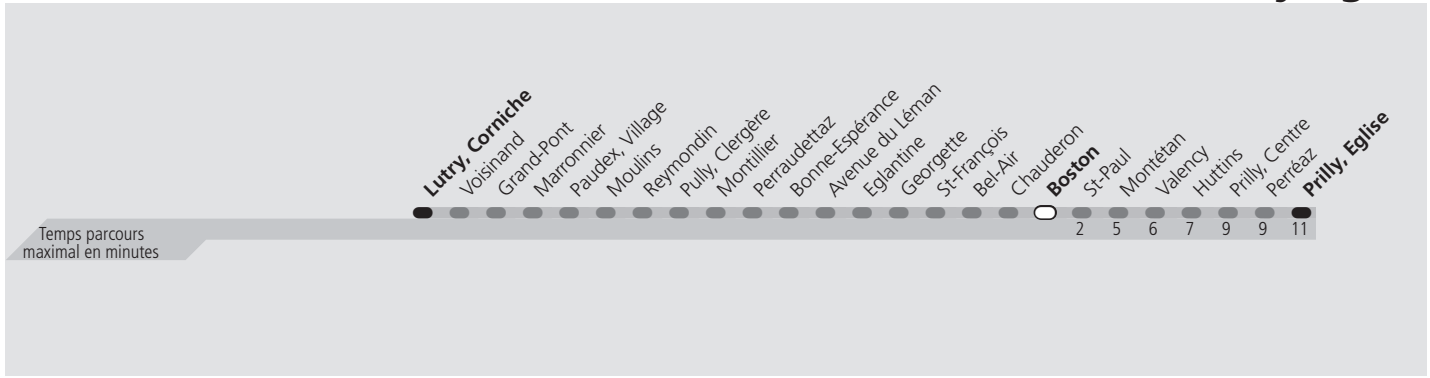 Lutry, Corniche
Voisinand
Grand-Pont
Marronnier
Paudex, Village
Moulins
Reymondin
Pully, Clergère
Montillier
Perraudettaz
Bonne-Espérance
Avenue du Léman
Eglantine
Georgette
St-François
Bel-Air
Chauderon
Boston
St-Paul
Montétan
Valency
Huttins
Prilly, Centre
Perréaz
Prilly, Eglise
Temps parcours
maximal en minutes
2 5 6 7 9 9 11